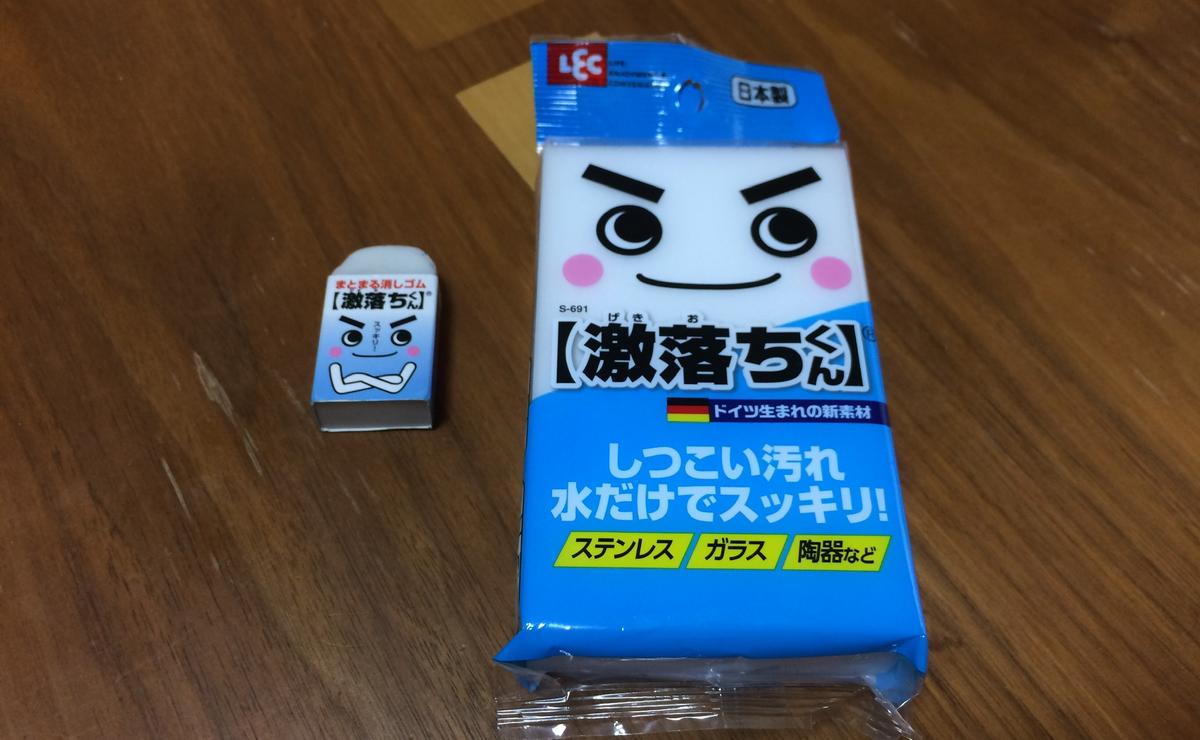 まとまる消しゴム
【激落ちくん】®
スッキリ!
LEC
日本製
S-691
げき お
【激落ちくん】®
ドイツ生まれの新素材
しつこい汚れ
水だけでスッキリ!
ステンレス ガラス 陶器など